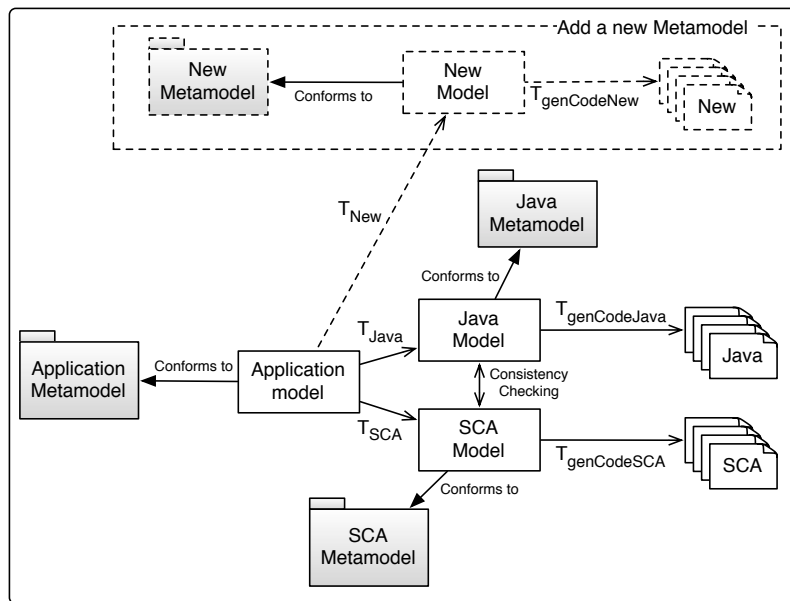 Add a new Metamodel
New
Metamodel
Conforms to
New
Model
TgenCodeNew
New
TNew
Java
Metamodel
Conforms to
Application
Metamodel
Conforms to
Application
model
TJava
Java
Model
TgenCodeJava
Java
Consistency
Checking
TSCA
SCA
Model
TgenCodeSCA
SCA
Conforms to
SCA
Metamodel